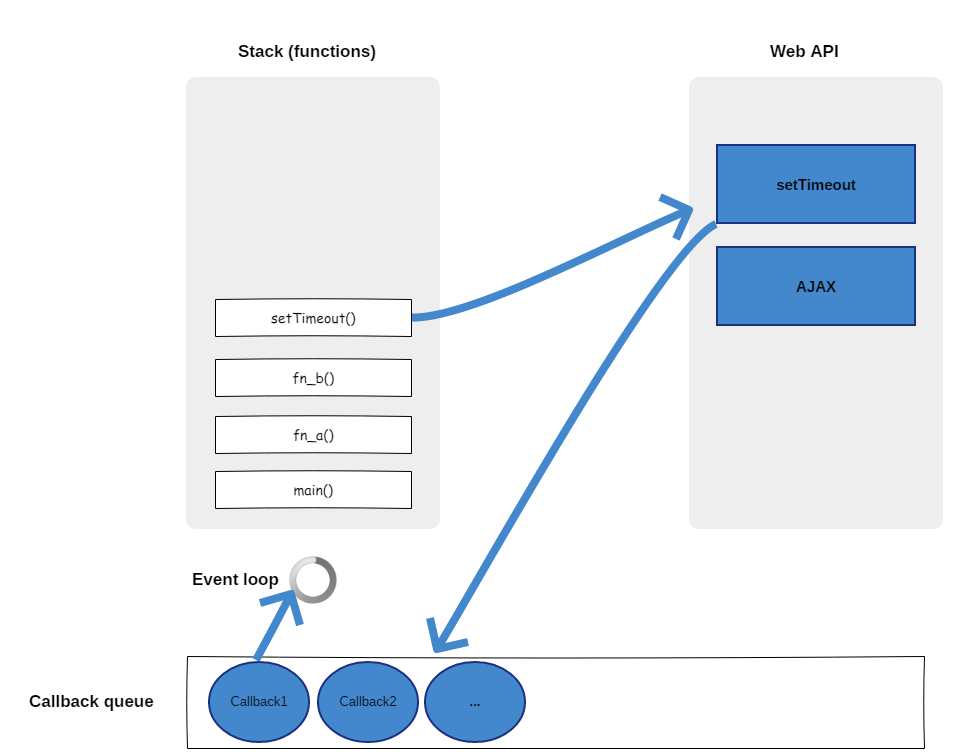 Stack (functions)
Web API
setTimeout
AJAX
setTimeout()
fn_b()
fn_a()
main()
Event loop
Callback queue
Callback1
Callback2
...